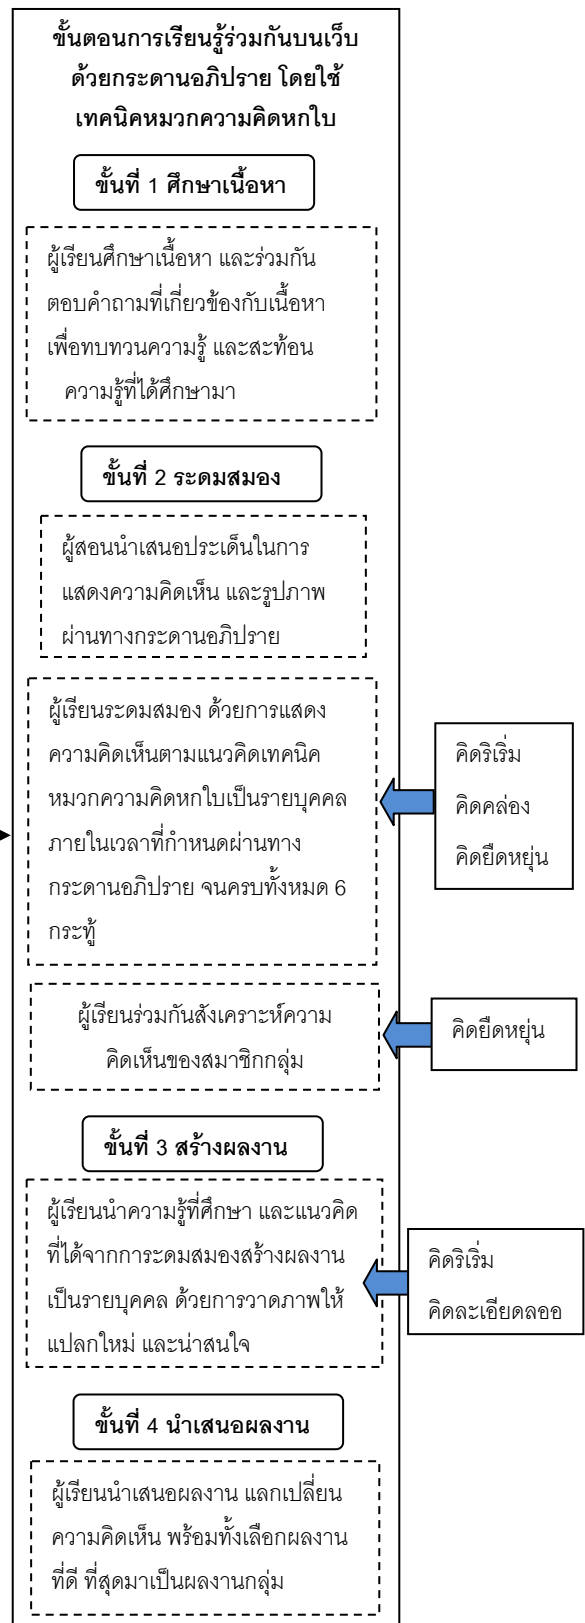 ขั้นตอนการเรียนรู้ร่วมกันบนเว็บ
ด้วยกระดานอภิปราย โดยใช้
เทคนิคหมวกความคิดหกใบ
ขั้นที่ 1 ศึกษาเนื้อหา
ผู้เรียนศึกษาเนื้อหา และร่วมกัน
ตอบคำถามที่เกี่ยวข้องกับเนื้อหา
เพื่อทบทวนความรู้ และสะท้อน
ความรู้ที่ได้ศึกษามา
ขั้นที่ 2 ระดมสมอง
ผู้สอนนำเสนอประเด็นในการ
แสดงความคิดเห็น และรูปภาพ
ผ่านทางกระดานอภิปราย
ผู้เรียนระดมสมอง ด้วยการแสดง
ความคิดเห็นตามแนวคิดเทคนิค
หมวกความคิดหกใบเป็นรายบุคคล
ภายในเวลาที่กำหนดผ่านทาง
กระดานอภิปราย จนครบทั้งหมด 6
กระทู้
คิดริเริ่ม
คิดคล่อง
คิดยืดหยุ่น
ผู้เรียนร่วมกันสังเคราะห์ความ
คิดเห็นของสมาชิกกลุ่ม
คิดยืดหยุ่น
ขั้นที่ 3 สร้างผลงาน
ผู้เรียนนำความรู้ที่ศึกษา และแนวคิด
ที่ได้จากการะดมสมองสร้างผลงาน
เป็นรายบุคคล ด้วยการวาดภาพให้
แปลกใหม่ และน่าสนใจ
คิดริเริ่ม
คิดละเอียดลออ
ขั้นที่ 4 นำเสนอผลงาน
ผู้เรียนนำเสนอผลงาน แลกเปลี่ยน
ความคิดเห็น พร้อมทั้งเลือกผลงาน
ที่ดี ที่สุดมาเป็นผลงานกลุ่ม